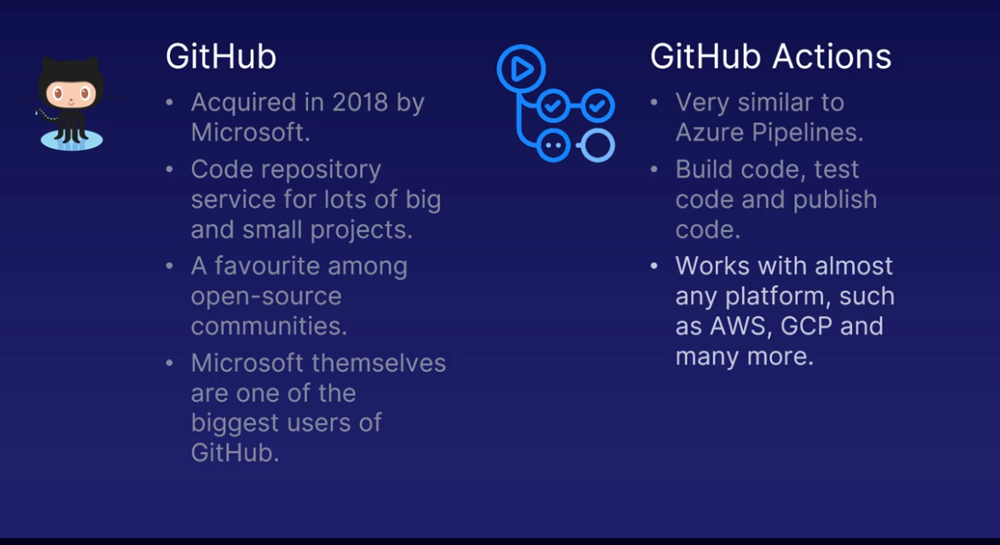 GitHub
• Acquired in 2018 by
Microsoft.
• Code repository
service for lots of big
and small projects.
• A favourite among
open-source
communities.
• Microsoft themselves
are one of the
biggest users of
GitHub.
GitHub Actions
• Very similar to
Azure Pipelines.
• Build code, test
code and publish
code.
• Works with almost
any platform, such
as AWS, GCP and
many more.